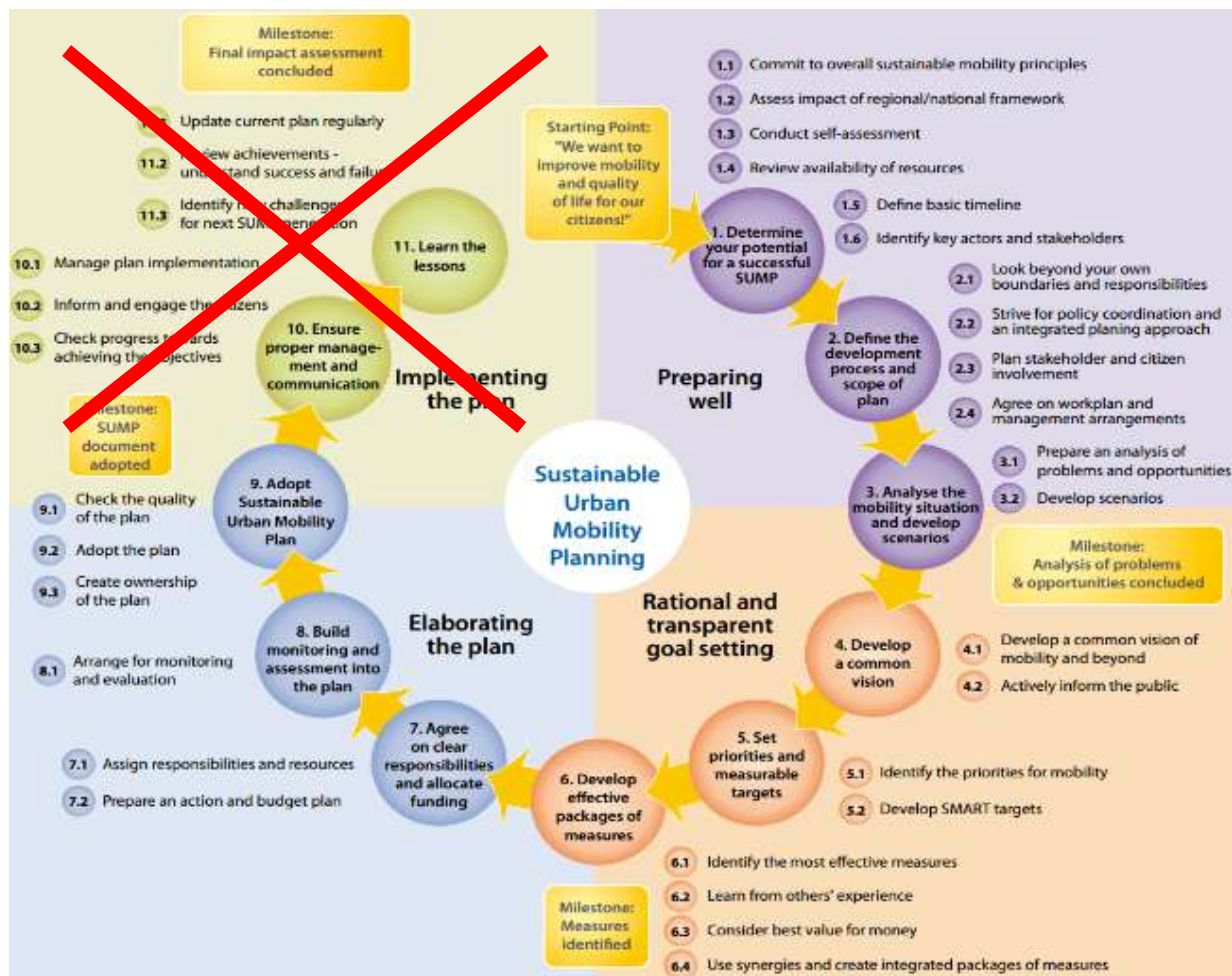 Milestone:
Final impact assessment
concluded
Update current plan regularly
11.2
achievements -
understand success and
11.3
Identify
for next
10.1
Manage plan implementation
10.2
Inform and engage
10.3
Check progress
achieving
11. Learn the
lessons
10. Ensure
proper manage-
ment and
communication
Implementing
the plan
SUMP
document
adopted
Starting Point:
"We want to
improve mobility
and quality
of life for our
citizens!"
1.1
Commit to overall sustainable mobility principles
1.2
Assess impact of regional/national framework
1.3
Conduct self-assessment
1.4
Review availability of resources
1.5
Define basic timeline
1.6
Identify key actors and stakeholders
1. Determine
your potential
for a successful
SUMP
2.1
Look beyond your own
boundaries and responsibilities
2.2
Strive for policy coordination and
an integrated planing approach
2.3
Plan stakeholder and citizen
involvement
2.4
Agree on workplan and
management arrangements
2. Define the
development
process and
scope of
plan
Preparing
well
3.1
Prepare an analysis of
problems and opportunities
3.2
Develop scenarios
3. Analyse the
mobility situation
and develop
scenarios
Milestone:
Analysis of problems
& opportunities concluded
Sustainable
Urban
Mobility
Planning
Rational and
transparent
goal setting
4. Develop
a common
vision
4.1
Develop a common vision of
mobility and beyond
4.2
Actively inform the public
5. Set
priorities and
measurable
targets
5.1
Identify the priorities for mobility
5.2
Develop SMART targets
6. Develop
effective
packages of
measures
6.1
Identify the most effective measures
6.2
Learn from others' experience
6.3
Consider best value for money
6.4
Use synergies and create integrated packages of measures
Milestone:
Measures
identified
7. Agree
on clear
responsibilities
and allocate
funding
7.1
Assign responsibilities and resources
7.2
Prepare an action and budget plan
Elaborating
the plan
8. Build
monitoring and
assessment into
the plan
8.1
Arrange for monitoring
and evaluation
9. Adopt
Sustainable
Urban Mobility
Plan
9.1
Check the quality
of the plan
9.2
Adopt the plan
9.3
Create ownership
of the plan